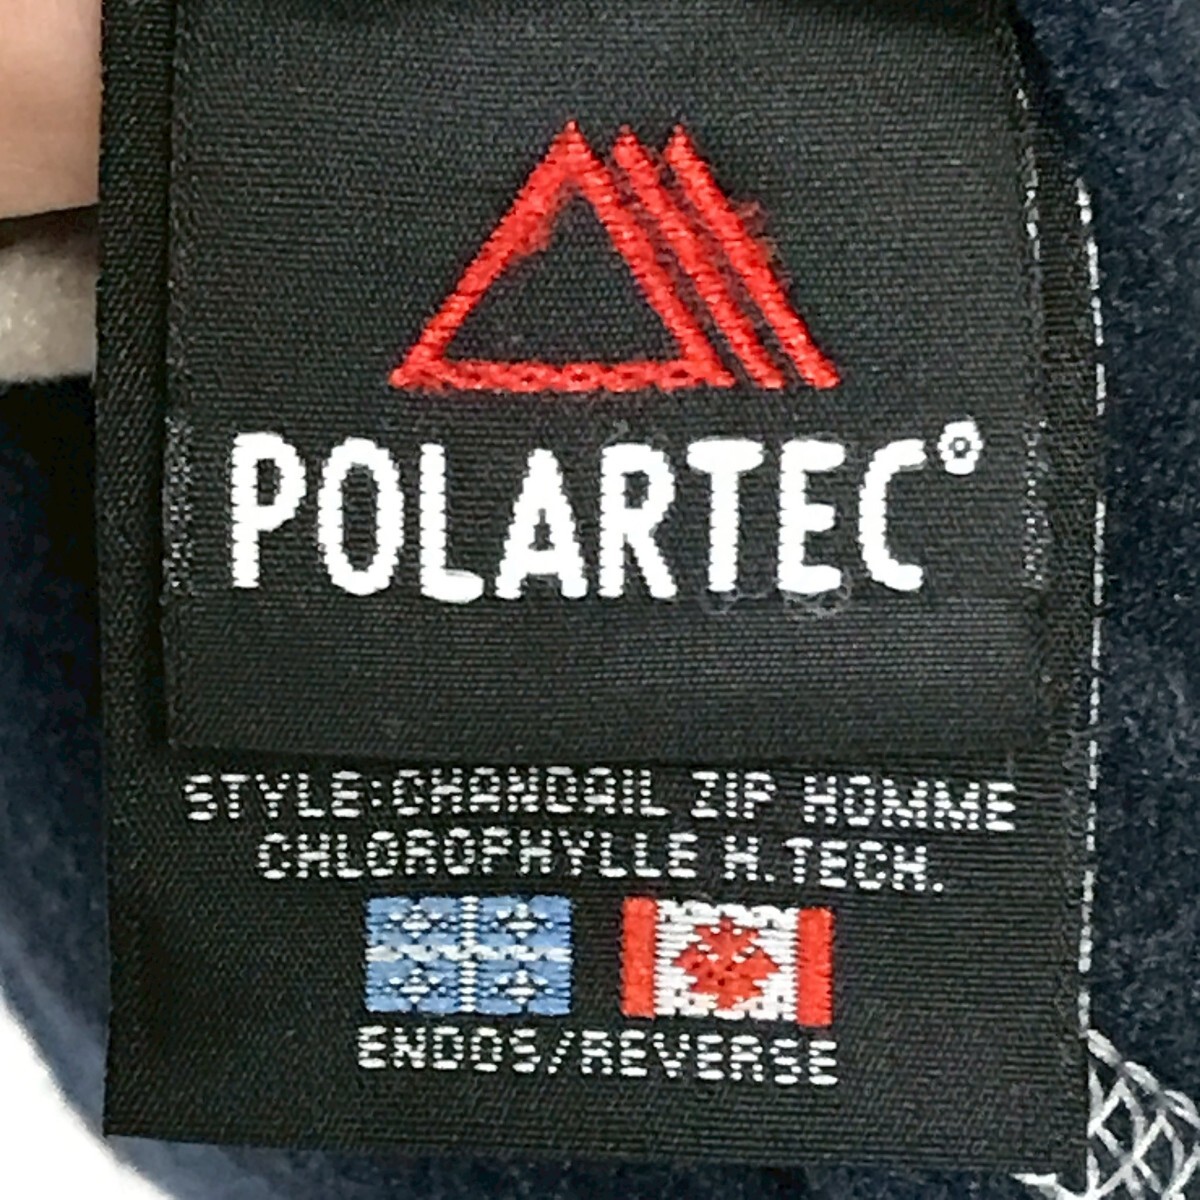 POLARTEC®
STYLE:CHANDAIL ZIP HOMME
CHLOROPHYLLE H.TECH.
ENDOS/REVERSE